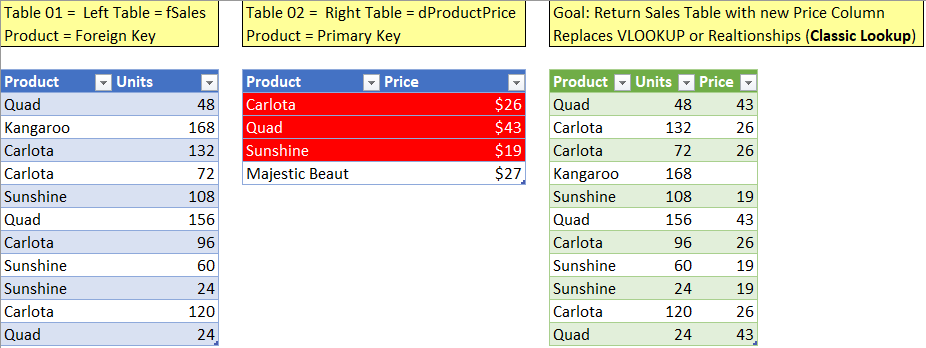 Table 01 =  Left Table = fSales
Product = Foreign Key
Table 02 =  Right Table = dProductPrice
Product = Primary Key
Goal: Return Sales Table with new Price Column
Replaces VLOOKUP or Realtionships (Classic Lookup)
Product Units
Quad 48
Kangaroo 168
Carlota 132
Carlota 72
Sunshine 108
Quad 156
Carlota 96
Sunshine 60
Sunshine 24
Carlota 120
Quad 24
Product Price
Carlota $26
Quad $43
Sunshine $19
Majestic Beaut $27
Product Units Price
Quad 48 43
Carlota 132 26
Carlota 72 26
Kangaroo 168
Sunshine 108 19
Quad 156 43
Carlota 96 26
Sunshine 60 19
Sunshine 24 19
Carlota 120 26
Quad 24 43